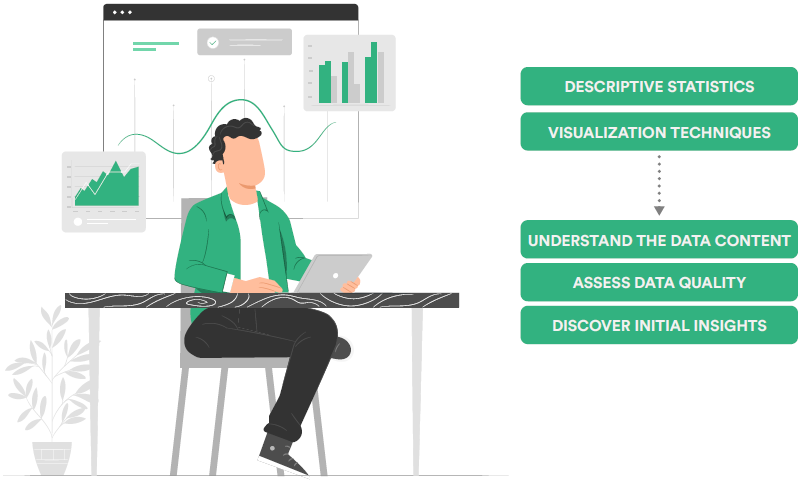 DESCRIPTIVE STATISTICS
VISUALIZATION TECHNIQUES
UNDERSTAND THE DATA CONTENT
ASSESS DATA QUALITY
DISCOVER INITIAL INSIGHTS